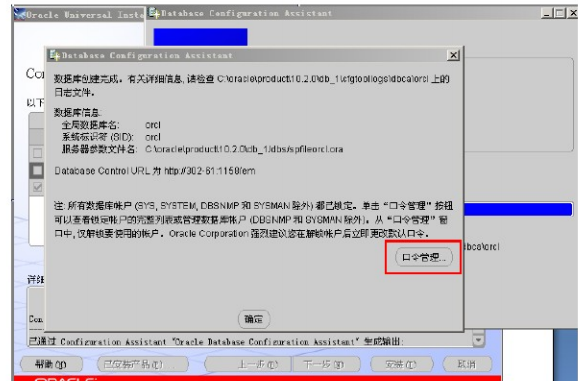 Oracle Universal Insta
Database Configuration Assistant
Database Configuration Assistant
数据库创建完成。有关详细信息, 请检查 C:\oracle\product\10.2.0\db_1\cfgtoollogs\dbca\orcl 上的
日志文件。
数据库信息:
全局数据库名: orcl
系统标识符 (SID): orcl
服务器参数文件名: C:\oracle\product\10.2.0\db_1/dbs/spfileorcl.ora
Database Control URL 为 http://302-61:1158/em
注: 所有数据库帐户 (SYS, SYSTEM, DBSNMP 和 SYSMAN 除外) 都已锁定。单击 “口令管理” 按钮
可以查看锁定帐户的完整列表或管理数据库帐户 (DBSNMP 和 SYSMAN 除外)。从 “口令管理” 窗
口中, 仅解锁要使用的帐户。Oracle Corporation 强烈建议您在解锁帐户后立即更改默认口令。
口令管理...
确定
Con
以下
dbca\orcl
详细
Con
已通过 Configuration Assistant "Oracle Database Configuration Assistant" 生成输出:
帮助(H) 已安装产品(P)... 上一步(B) 下一步(N) 安装(I) 取消
ORACLE